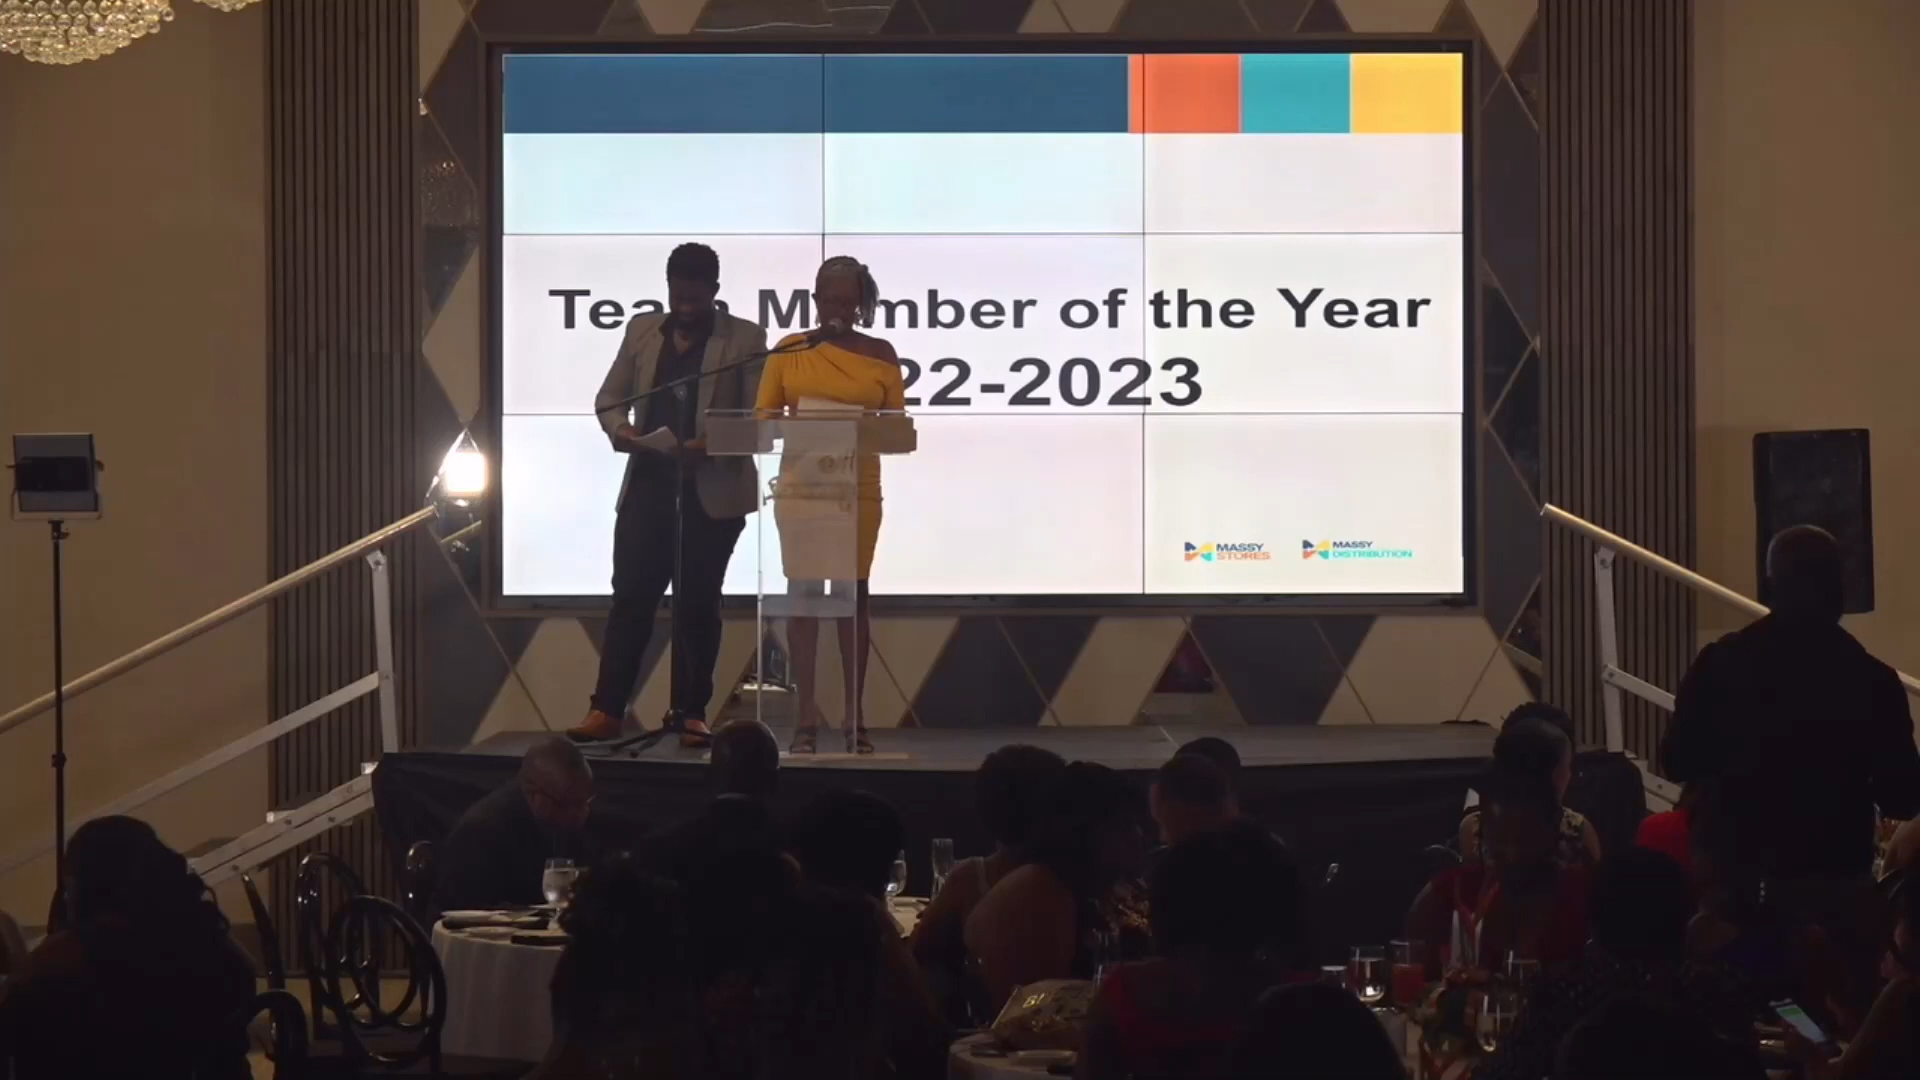 Tea M mber of the Year
22-2023
MASSY STORES
MASSY DISTRIBUTION